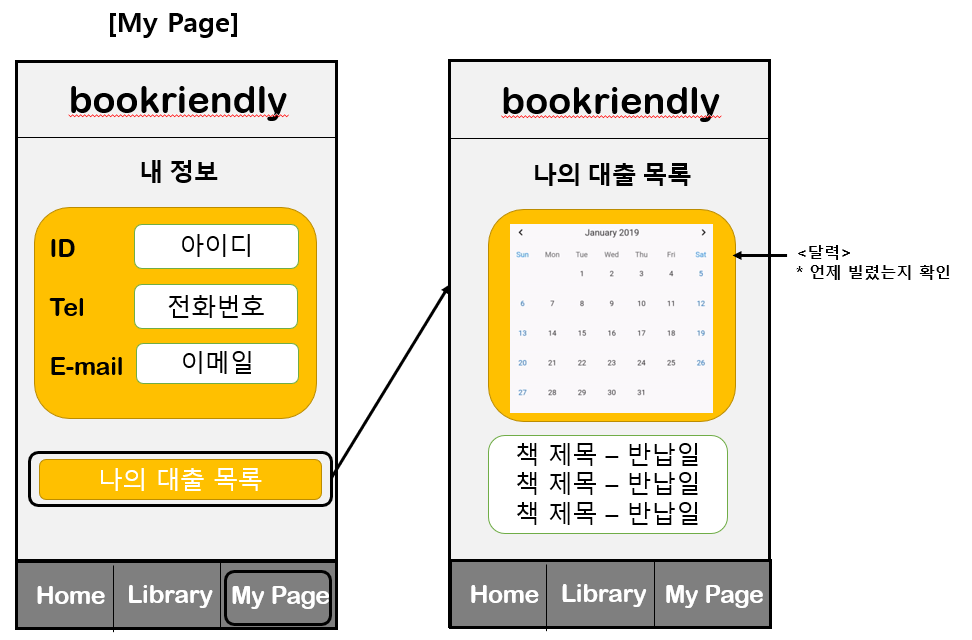 [My Page]
bookriendly
내 정보
ID 아이디
Tel 전화번호
E-mail 이메일
나의 대출 목록
Home Library My Page
bookriendly
나의 대출 목록
< January 2019 >
Sun Mon Tue Wed Thu Fri Sat
1 2 3 4 5
6 7 8 9 10 11 12
13 14 15 16 17 18 19
20 21 22 23 24 25 26
27 28 29 30 31
<달력>
* 언제 빌렸는지 확인
책 제목 – 반납일
책 제목 – 반납일
책 제목 – 반납일
Home Library My Page